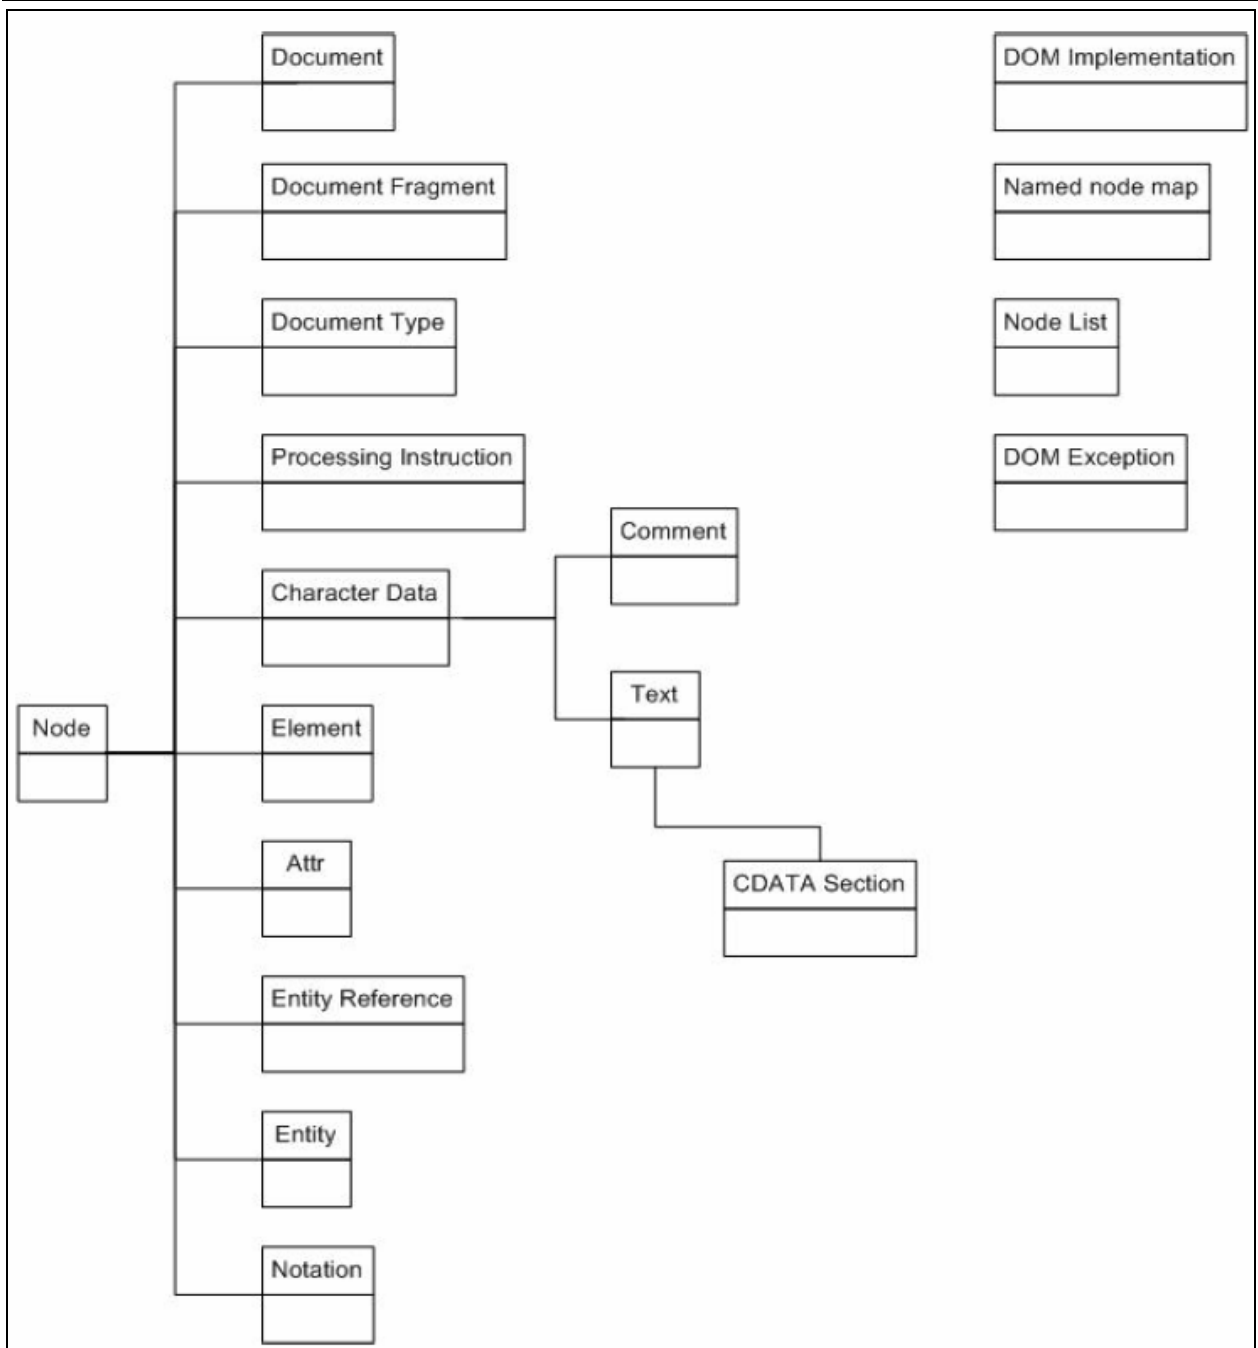 Document
DOM Implementation
Document Fragment
Named node map
Document Type
Node List
Processing Instruction
DOM Exception
Comment
Character Data
Text
Node
Element
Attr
CDATA Section
Entity Reference
Entity
Notation